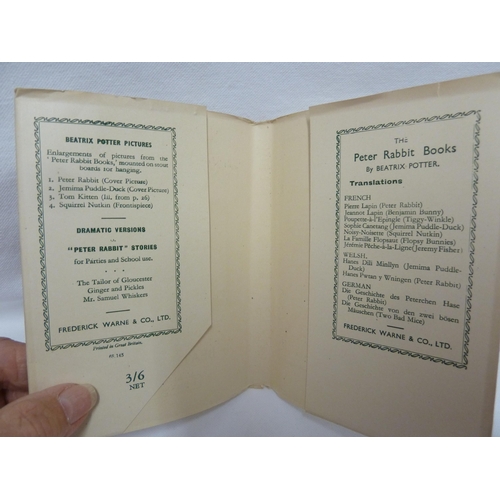 BEATRIX POTTER PICTURES
Enlargements of pictures from the
'Peter Rabbit Books,' mounted on stout
boards for hanging.
1. Peter Rabbit (Cover Picture)
2. Jemima Puddle-Duck (Cover Picture)
3. Tom Kitten (Ill. from p. 26)
4. Squirrel Nutkin (Frontispiece)
DRAMATIC VERSIONS
OF
"PETER RABBIT" STORIES
for Parties and School use.
The Tailor of Gloucester
Ginger and Pickles
Mr. Samuel Whiskers
FREDERICK WARNE & CO., LTD.
Printed in Great Britain.
3/6
NET
THE
Peter Rabbit Books
By BEATRIX POTTER.
Translations
FRENCH
Pierre Lapin (Peter Rabbit)
Jeannot Lapin (Benjamin Bunny)
Poupette-à-l'Epingle (Tiggy-Winkle)
Sophie Canetang (Jemima Puddle-Duck)
Noisy-Noisette (Squirrel Nutkin)
La Famille Flopsaut (Flopsy Bunnies)
Jérémie Pêche-à-la-Ligne (Jeremy Fisher)
WELSH
Hanes Dili Minllyn (Jemima Puddle-
Duck)
Hanes Pwtan y Wningen (Peter Rabbit)
GERMAN
Die Geschichte des Peterchen Hase
(Peter Rabbit)
Die Geschichte von den zwei bösen
Mäuschen (Two Bad Mice)
FREDERICK WARNE & CO., LTD.